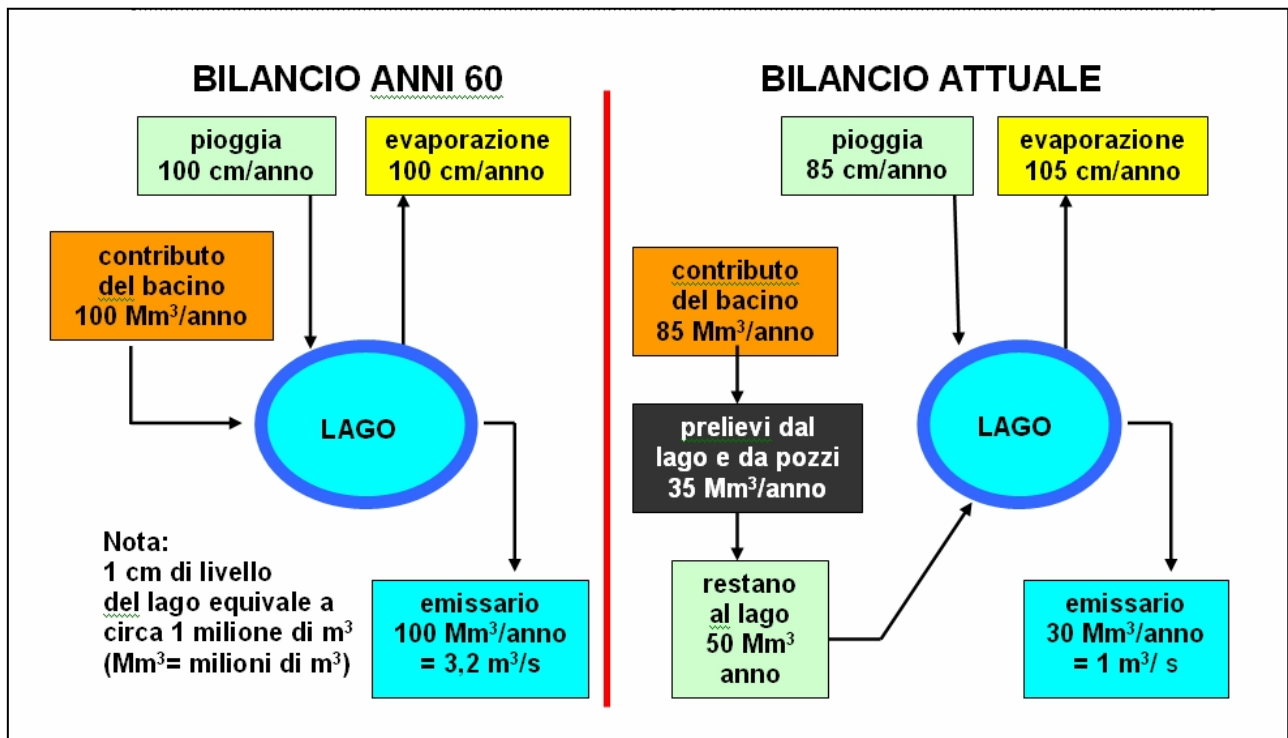 BILANCIO ANNI 60
pioggia
100 cm/anno
evaporazione
100 cm/anno
contributo
del bacino
100 Mm³/anno
LAGO
Nota:
1 cm di livello
del lago equivale a
circa 1 milione di m³
(Mm³= milioni di m³)
emissario
100 Mm³/anno
= 3,2 m³/s
BILANCIO ATTUALE
pioggia
85 cm/anno
evaporazione
105 cm/anno
contributo
del bacino
85 Mm³/anno
prelievi dal
lago e da pozzi
35 Mm³/anno
restano
al lago
50 Mm³
anno
LAGO
emissario
30 Mm³/anno
= 1 m³/ s